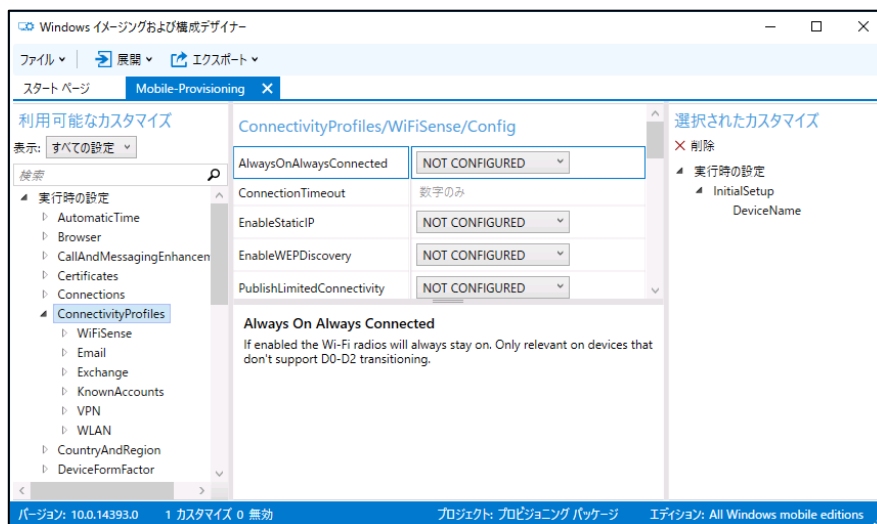 Windows イメージングおよび構成デザイナー
ファイル 展開 エクスポート
スタート ページ Mobile-Provisioning
利用可能なカスタマイズ
表示: すべての設定
検索
実行時の設定
AutomaticTime
Browser
CallAndMessagingEnhancem
Certificates
Connections
ConnectivityProfiles
WiFiSense
Email
Exchange
KnownAccounts
VPN
WLAN
CountryAndRegion
DeviceFormFactor
ConnectivityProfiles/WiFiSense/Config
AlwaysOnAlwaysConnected NOT CONFIGURED
ConnectionTimeout 数字のみ
EnableStaticIP NOT CONFIGURED
EnableWEPDiscovery NOT CONFIGURED
PublishLimitedConnectivity NOT CONFIGURED
Always On Always Connected
If enabled the Wi-Fi radios will always stay on. Only relevant on devices that
don't support D0-D2 transitioning.
選択されたカスタマイズ
削除
実行時の設定
InitialSetup
DeviceName
バージョン: 10.0.14393.0 1 カスタマイズ 0 無効 プロジェクト: プロビジョニング パッケージ エディション: All Windows mobile editions